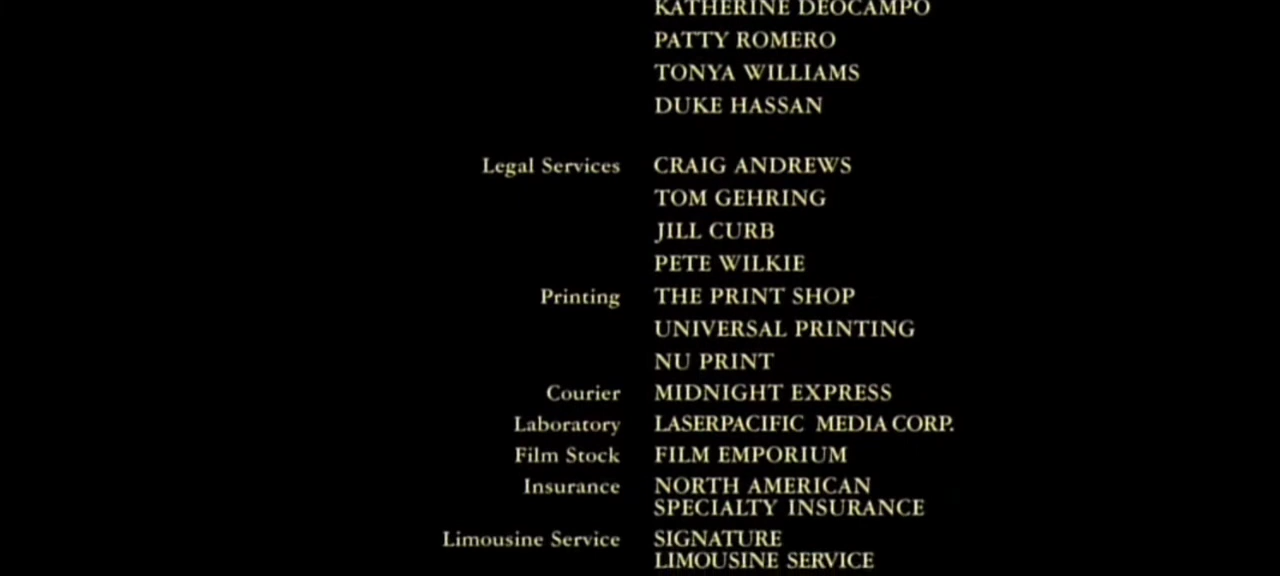 KATHERINE DEOCAMPO
PATTY ROMERO
TONYA WILLIAMS
DUKE HASSAN
Legal Services CRAIG ANDREWS
TOM GEHRING
JILL CURB
PETE WILKIE
Printing THE PRINT SHOP
UNIVERSAL PRINTING
NU PRINT
Courier MIDNIGHT EXPRESS
Laboratory LASERPACIFIC MEDIA CORP.
Film Stock FILM EMPORIUM
Insurance NORTH AMERICAN
SPECIALTY INSURANCE
Limousine Service SIGNATURE
LIMOUSINE SERVICE